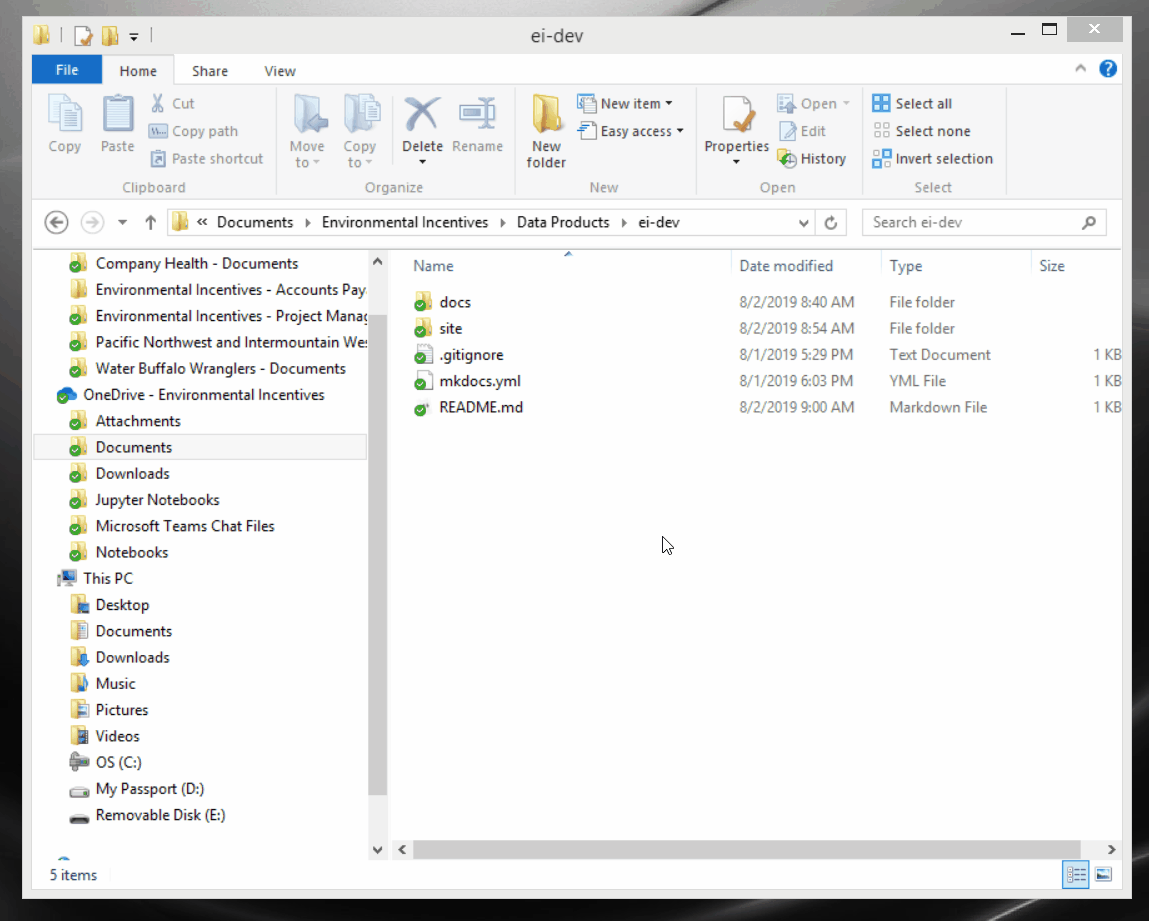 ei-dev
File Home Share View
Copy
Paste
Cut
Copy path
Paste shortcut
Clipboard
Move to
Copy to
Delete
Rename
Organize
New folder
New item
Easy access
New
Properties
Open
Edit
History
Open
Select all
Select none
Invert selection
Select
« Documents Environmental Incentives Data Products ei-dev
Search ei-dev
Company Health - Documents
Environmental Incentives - Accounts Pay
Environmental Incentives - Project Manag
Pacific Northwest and Intermountain Wes
Water Buffalo Wranglers - Documents
OneDrive - Environmental Incentives
Attachments
Documents
Downloads
Jupyter Notebooks
Microsoft Teams Chat Files
Notebooks
This PC
Desktop
Documents
Downloads
Music
Pictures
Videos
OS (C:)
My Passport (D:)
Removable Disk (E:)
Name Date modified Type Size
docs 8/2/2019 8:40 AM File folder
site 8/2/2019 8:54 AM File folder
.gitignore 8/1/2019 5:29 PM Text Document 1 KB
mkdocs.yml 8/1/2019 6:03 PM YML File 1 KB
README.md 8/2/2019 9:00 AM Markdown File 1 KB
5 items